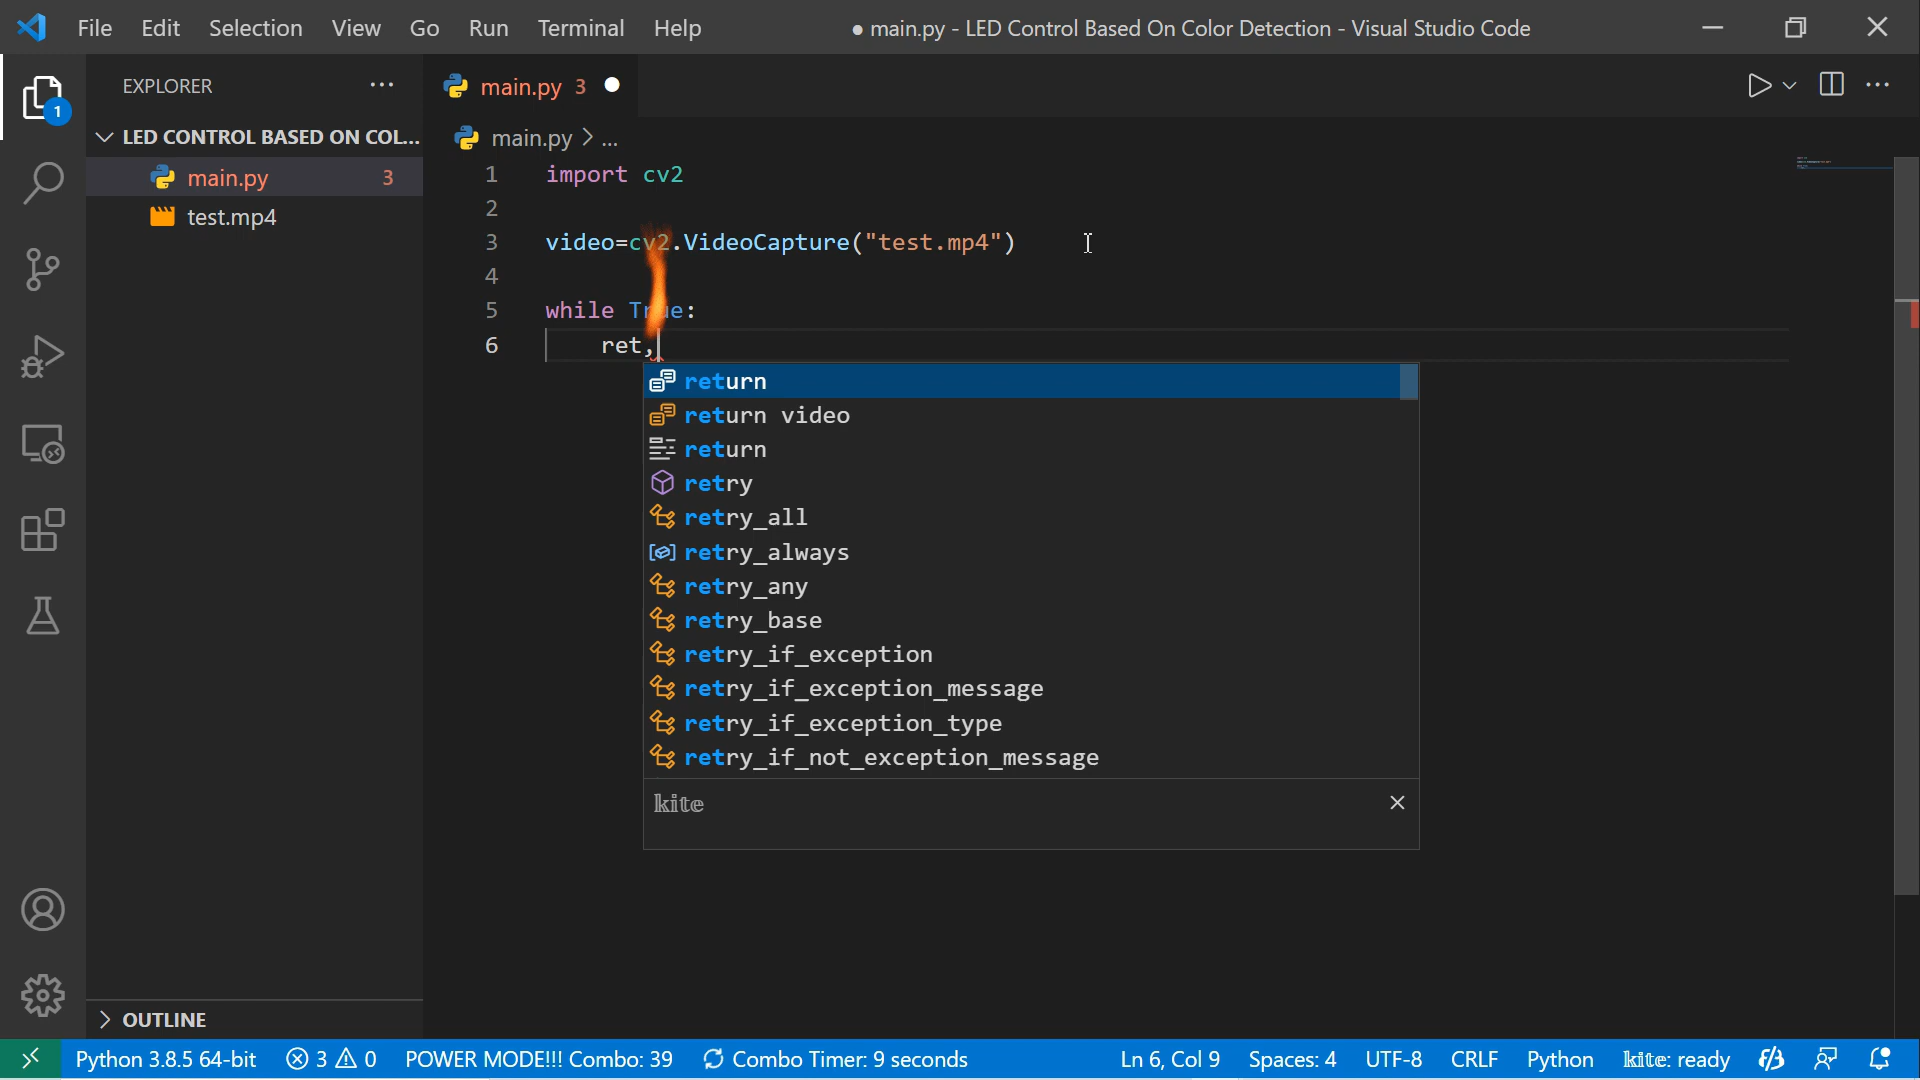 File Edit Selection View Go Run Terminal Help
● main.py - LED Control Based On Color Detection - Visual Studio Code
EXPLORER
LED CONTROL BASED ON COL...
main.py 3
test.mp4
OUTLINE
main.py 3
main.py > ...
1 import cv2
2
3 video=cv2.VideoCapture("test.mp4")
4
5 while True:
6 ret,
return
return video
return
retry
retry_all
retry_always
retry_any
retry_base
retry_if_exception
retry_if_exception_message
retry_if_exception_type
retry_if_not_exception_message
kite
1
Python 3.8.5 64-bit 3 0 POWER MODE!!! Combo: 39 Combo Timer: 9 seconds Ln 6, Col 9 Spaces: 4 UTF-8 CRLF Python kite: ready